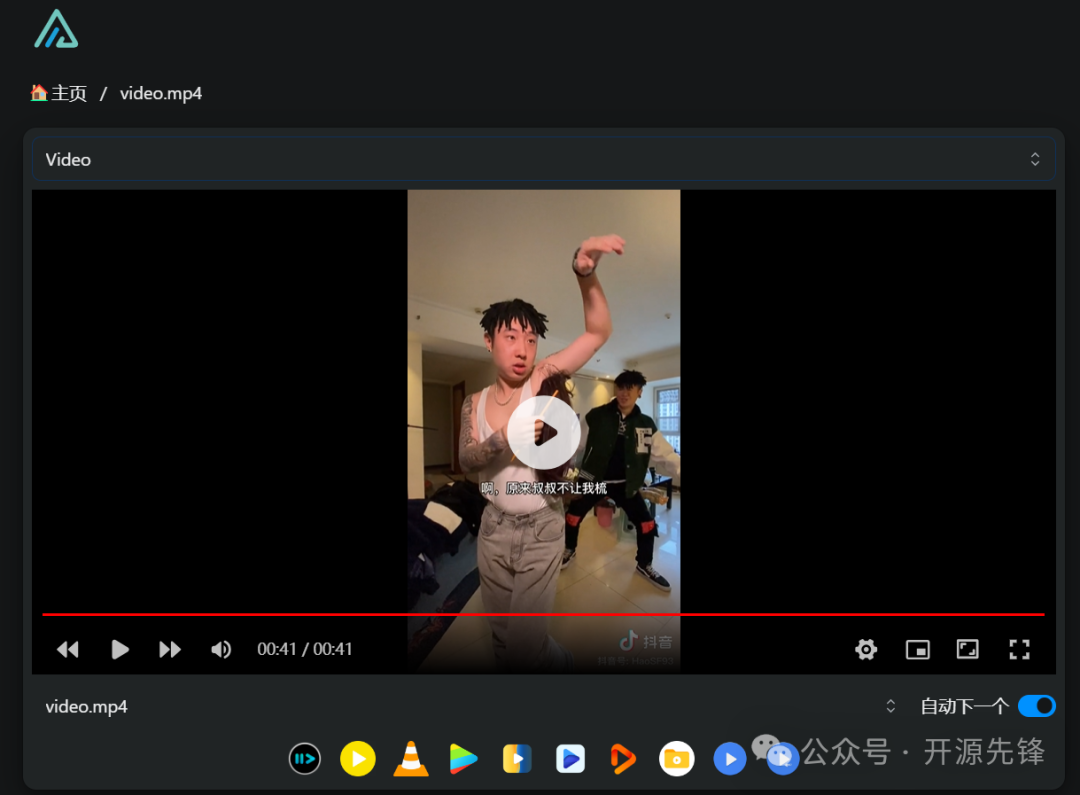 主页 / video.mp4
Video
啊，原来叔叔不让我梳
抖音
00:41 / 00:41
video.mp4
自动下一个
公众号 · 开源先锋